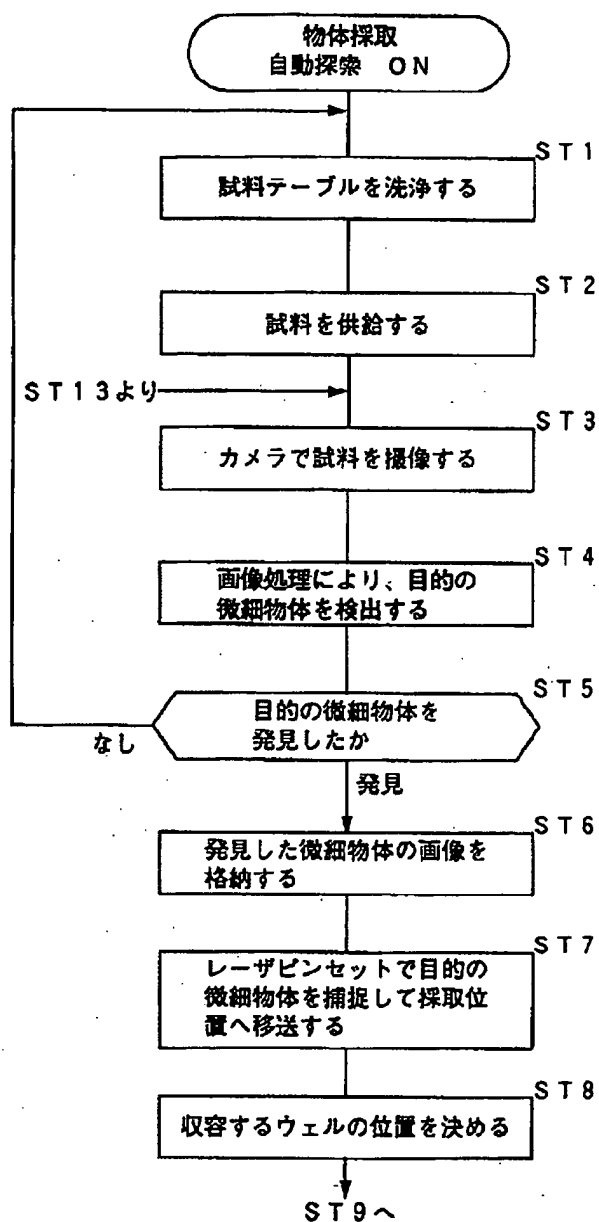 物体採取
自動探索 ON
ST1
試料テーブルを洗浄する
ST2
試料を供給する
ST13より
ST3
カメラで試料を撮像する
ST4
画像処理により、目的の
微細物体を検出する
ST5
目的の微細物体を
発見したか
なし
発見
ST6
発見した微細物体の画像を
格納する
ST7
レーザピンセットで目的の
微細物体を捕捉して採取位
置へ移送する
ST8
収容するウェルの位置を決める
ST9へ